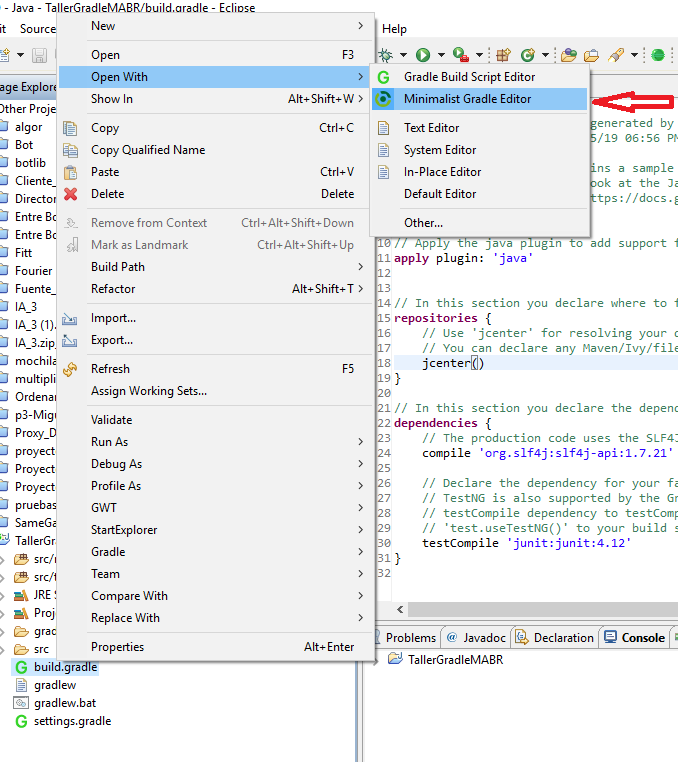 - Java - TallerGradleMABR/build.gradle - Eclipse
it Source
Help
age Explore
Other Proje
algor
Bot
botlib
Cliente_
Director
Entre Bo
Entre Bo
Fitt
Fourier
Fuente_
IA_3
IA_3 (1).
IA_3.zip_
mochila
multipli
Ordenar
p3-Migu
Proxy_D
proyect
Proyect
Proyect
pruebas
SameGa
TallerGr
src/r
src/t
JRE S
Proj
grad
src
build.gradle
gradlew
gradlew.bat
settings.gradle
New
Open F3
Open With
Show In Alt+Shift+W
Copy Ctrl+C
Copy Qualified Name
Paste Ctrl+V
Delete Delete
Remove from Context Ctrl+Alt+Shift+Down
Mark as Landmark Ctrl+Alt+Shift+Up
Build Path
Refactor Alt+Shift+T
Import...
Export...
Refresh F5
Assign Working Sets...
Validate
Run As
Debug As
Profile As
GWT
StartExplorer
Gradle
Team
Compare With
Replace With
Properties Alt+Enter
Gradle Build Script Editor
Minimalist Gradle Editor
Text Editor
System Editor
In-Place Editor
Default Editor
Other...
generated by
5/19 06:56 PM
ins a sample
ook at the Ja
ttps://docs.g
10 // Apply the java plugin to add support f
11 apply plugin: 'java'
12
13
14 // In this section you declare where to f
15 repositories {
16 // Use 'jcenter' for resolving your d
17 // You can declare any Maven/Ivy/file
18 jcenter()
19 }
20
21 // In this section you declare the depend
22 dependencies {
23 // The production code uses the SLF4J
24 compile 'org.slf4j:slf4j-api:1.7.21'
25
26 // Declare the dependency for your fa
27 // TestNG is also supported by the Gr
28 // testCompile dependency to testComp
29 // 'test.useTestNG()' to your build s
30 testCompile 'junit:junit:4.12'
31 }
32
Problems @ Javadoc Declaration Console
TallerGradleMABR